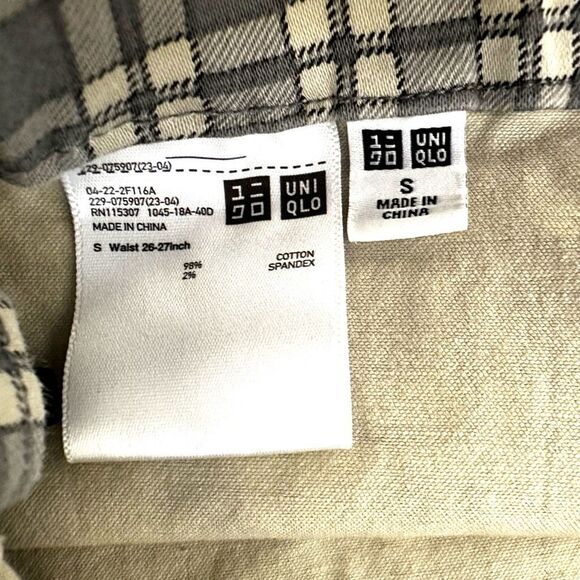 229-075907(23-04)
04-22-2F116A
229-075907(23-04)
RN115307 1045-18A-40D
MADE IN CHINA
S Waist 26-27inch
98% COTTON
2% SPANDEX
ユニ
クロ
UNI
QLO
ユニ
クロ
UNI
QLO
S
MADE IN
CHINA